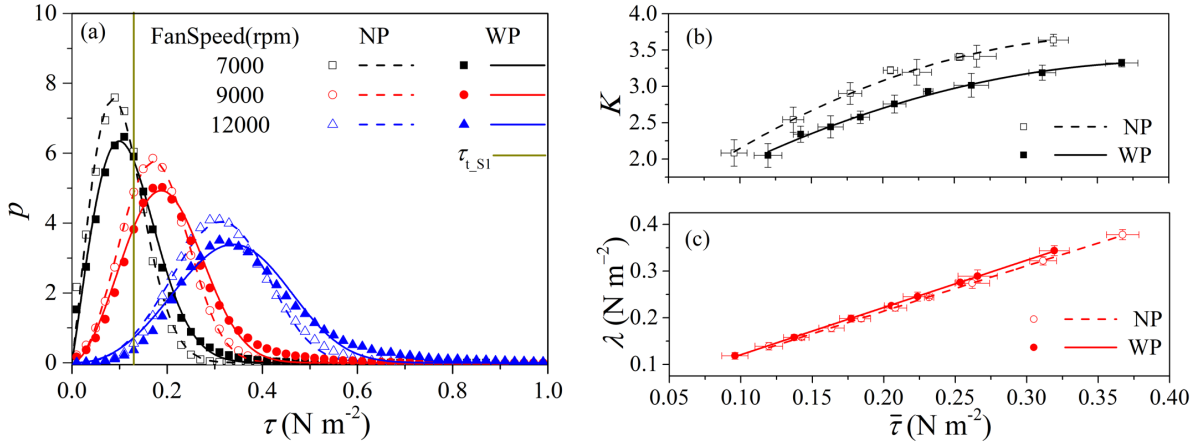 (a)
FanSpeed(rpm) NP WP
7000
9000
12000
τt_S1
10
8
6
4
2
0
p
0.0 0.2 0.4 0.6 0.8 1.0
τ (N m⁻²)
(b)
4.0
3.5
3.0
2.5
2.0
K
NP
WP
(c)
0.4
0.3
0.2
0.1
λ (N m⁻²)
NP
WP
0.05 0.10 0.15 0.20 0.25 0.30 0.35 0.40
τ̄ (N m⁻²)